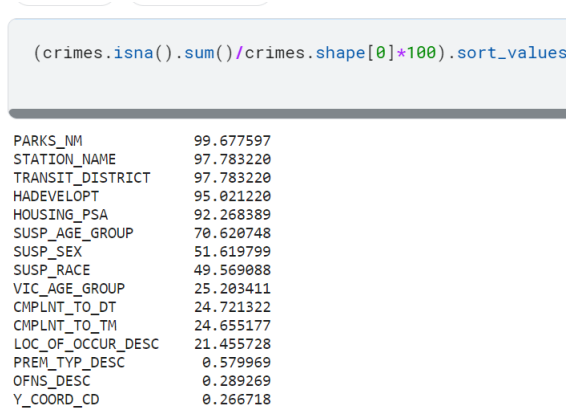 (crimes.isna().sum()/crimes.shape[0]*100).sort_values
PARKS_NM 99.677597
STATION_NAME 97.783220
TRANSIT_DISTRICT 97.783220
HADEVELOPT 95.021220
HOUSING_PSA 92.268389
SUSP_AGE_GROUP 70.620748
SUSP_SEX 51.619799
SUSP_RACE 49.569088
VIC_AGE_GROUP 25.203411
CMPLNT_TO_DT 24.721322
CMPLNT_TO_TM 24.655177
LOC_OF_OCCUR_DESC 21.455728
PREM_TYP_DESC 0.579969
OFNS_DESC 0.289269
Y_COORD_CD 0.266718